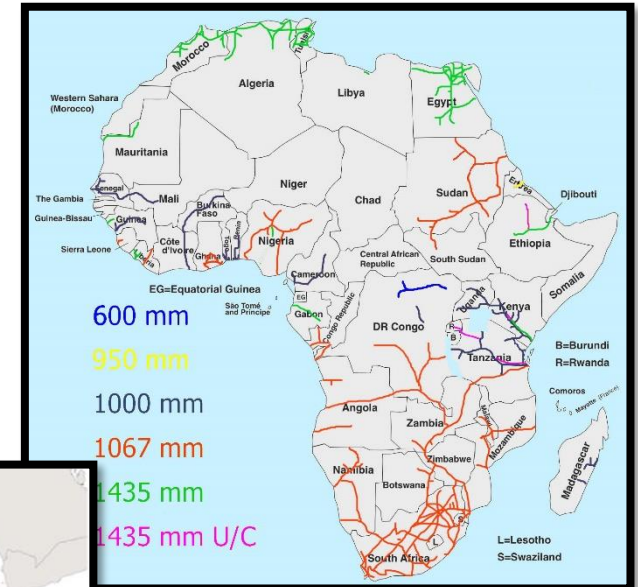 Morocco
Tunisia
Algeria
Libya
Egypt
Western Sahara
(Morocco)
Mauritania
Mali
Niger
Chad
Sudan
Eritrea
Djibouti
Senegal
The Gambia
Guinea-Bissau
Guinea
Sierra Leone
Liberia
Côte
d'Ivoire
Burkina
Faso
Ghana
Togo
Benin
Nigeria
Cameroon
Central African
Republic
South Sudan
Ethiopia
Somalia
EG=Equatorial Guinea
EG
São Tomé
and Príncipe
Gabon
Congo Republic
DR Congo
Uganda
Kenya
R
B
Tanzania
B=Burundi
R=Rwanda
600 mm
950 mm
1000 mm
1067 mm
1435 mm
1435 mm U/C
Comoros
Mayotte (France)
Angola
Zambia
Malawi
Mozambique
Zimbabwe
Namibia
Botswana
Madagascar
South Africa
L
S
L=Lesotho
S=Swaziland